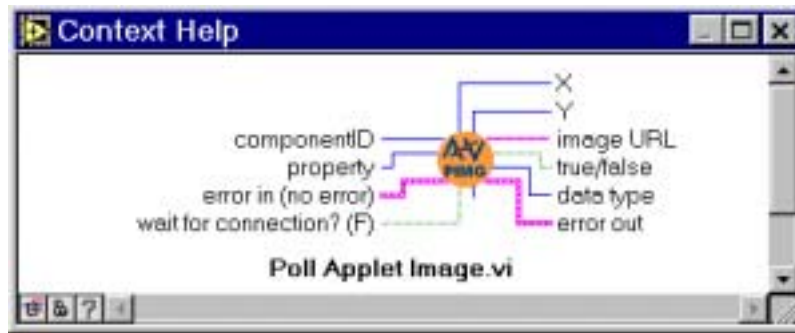 Context Help
X
Y
componentID
image URL
property
true/false
error in (no error)
data type
wait for connection? (F)
error out
PIMG
Poll Applet Image.vi
?